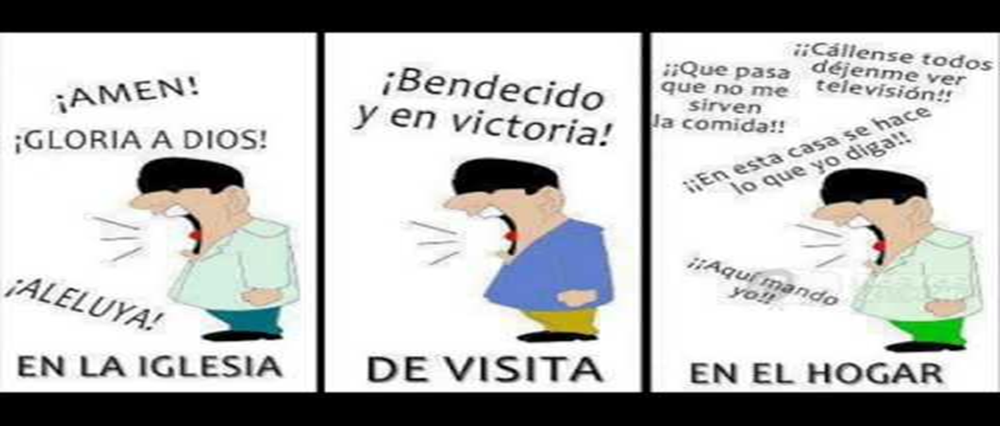 ¡AMEN!
¡GLORIA A DIOS!
¡ALELUYA!
EN LA IGLESIA
¡Bendecido
y en victoria!
DE VISITA
¡¡Que pasa
que no me
sirven
la comida!!
¡¡Cállense todos
déjenme ver
televisión!!
¡¡En esta casa se hace
lo que yo diga!!
¡¡Aquí mando
yo!!
EN EL HOGAR